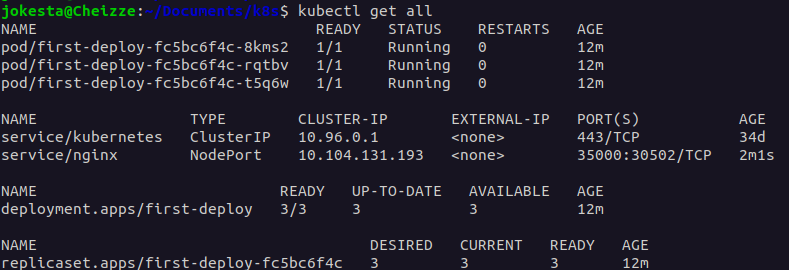 jokesta@Cheizze:~/Documents/k8s$ kubectl get all
NAME READY STATUS RESTARTS AGE
pod/first-deploy-fc5bc6f4c-8kms2 1/1 Running 0 12m
pod/first-deploy-fc5bc6f4c-rqtbv 1/1 Running 0 12m
pod/first-deploy-fc5bc6f4c-t5q6w 1/1 Running 0 12m
NAME TYPE CLUSTER-IP EXTERNAL-IP PORT(S) AGE
service/kubernetes ClusterIP 10.96.0.1 <none> 443/TCP 34d
service/nginx NodePort 10.104.131.193 <none> 35000:30502/TCP 2m1s
NAME READY UP-TO-DATE AVAILABLE AGE
deployment.apps/first-deploy 3/3 3 3 12m
NAME DESIRED CURRENT READY AGE
replicaset.apps/first-deploy-fc5bc6f4c 3 3 3 12m